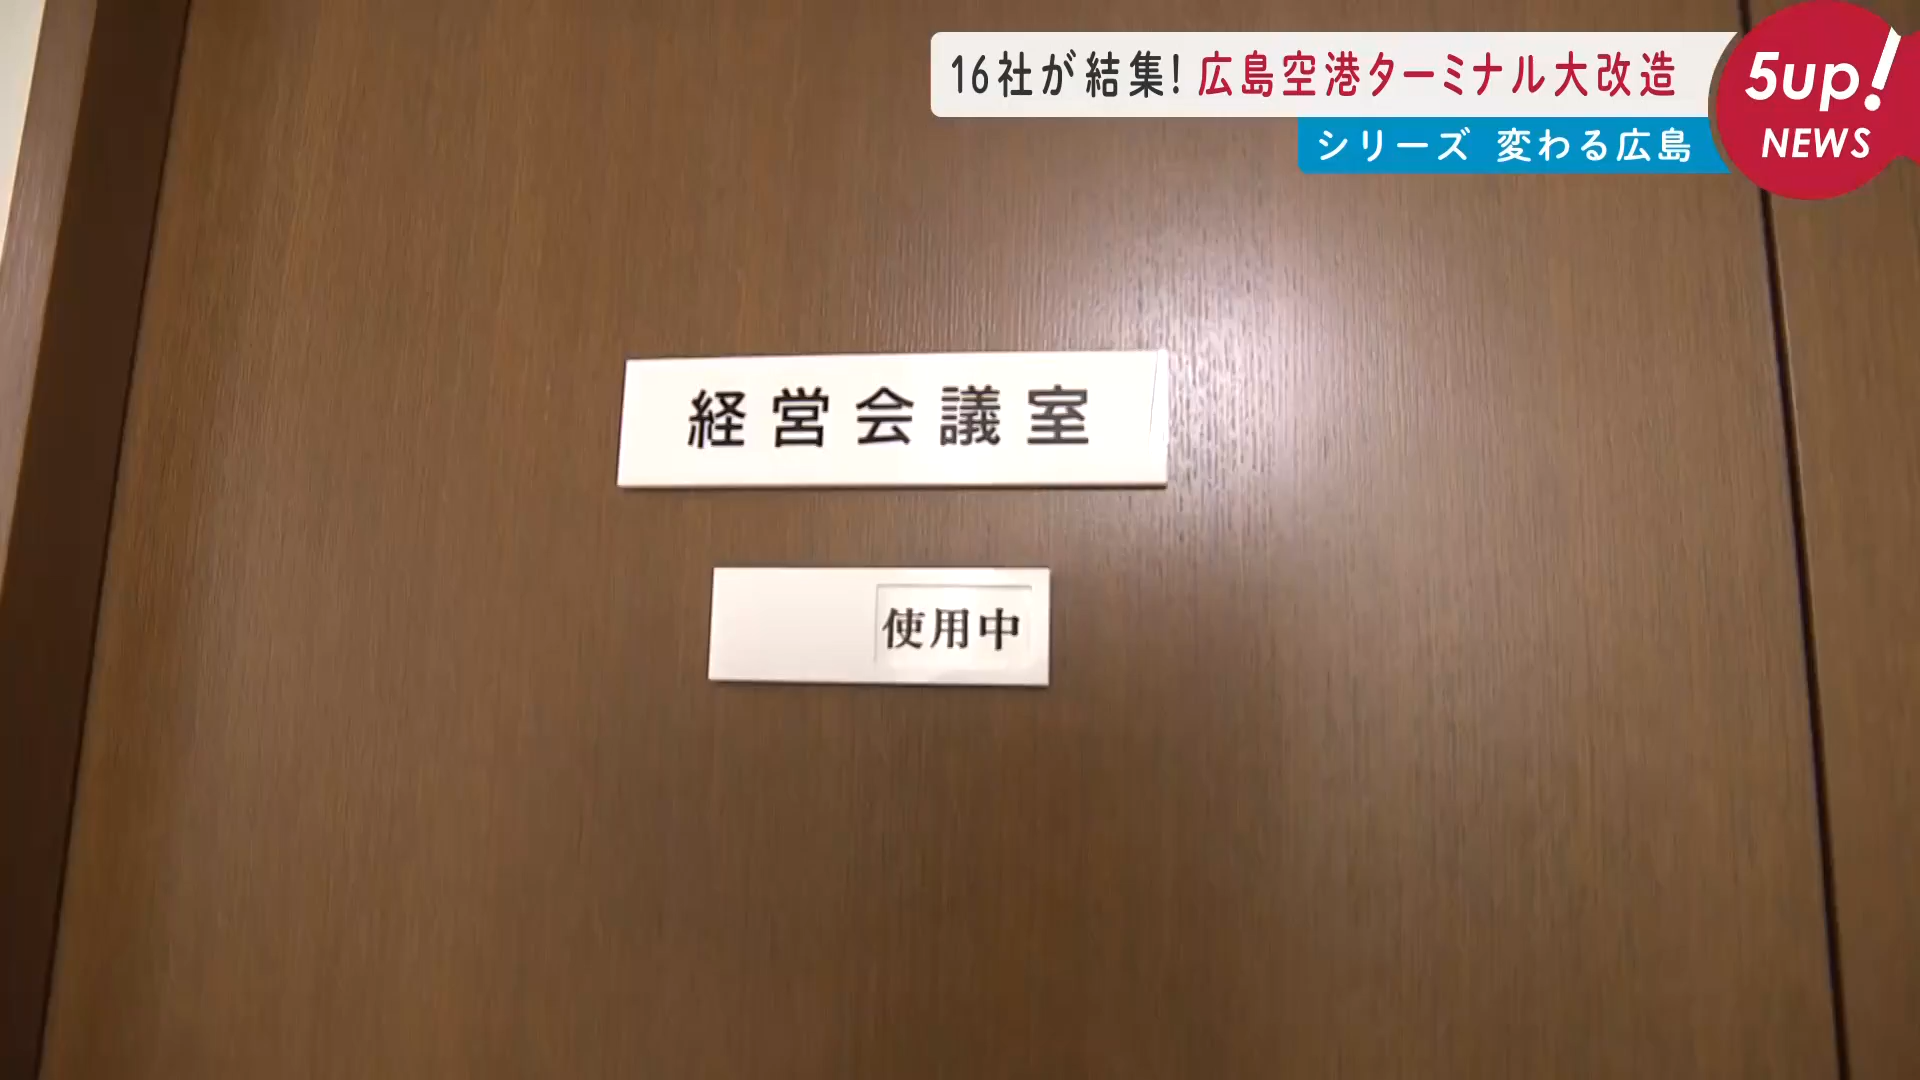 16社が結集!広島空港ターミナル大改造
シリーズ 変わる広島
5up!
NEWS
経営会議室
使用中